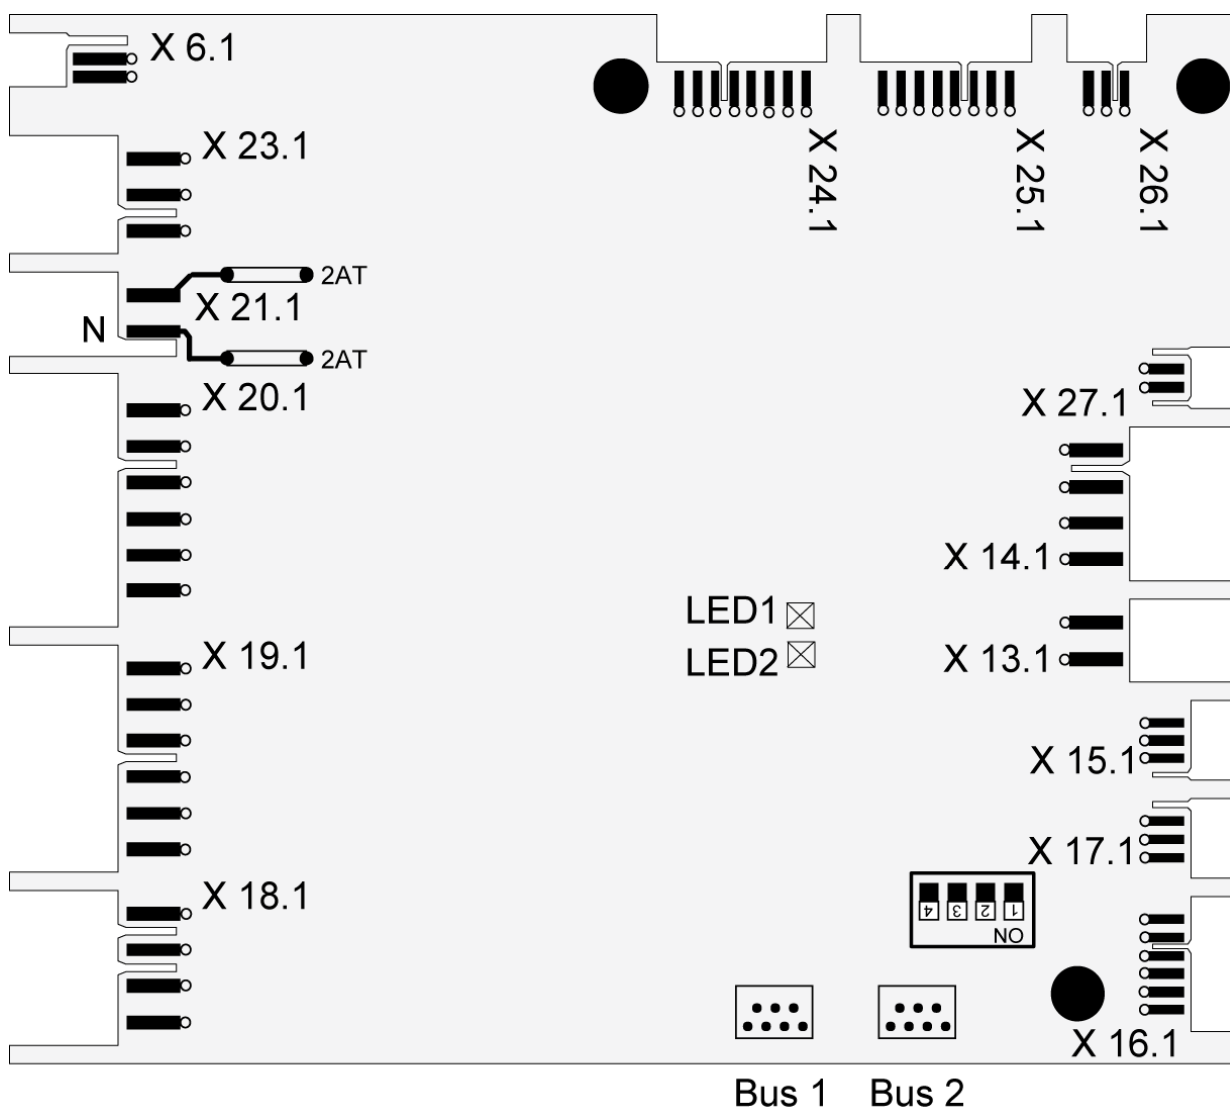 X 6.1
X 23.1
X 24.1
X 25.1
X 26.1
2AT
X 21.1
N
2AT
X 20.1
X 27.1
X 14.1
LED1
LED2
X 19.1
X 13.1
X 15.1
X 17.1
X 18.1
4 3 2 1
ON
X 16.1
Bus 1 Bus 2